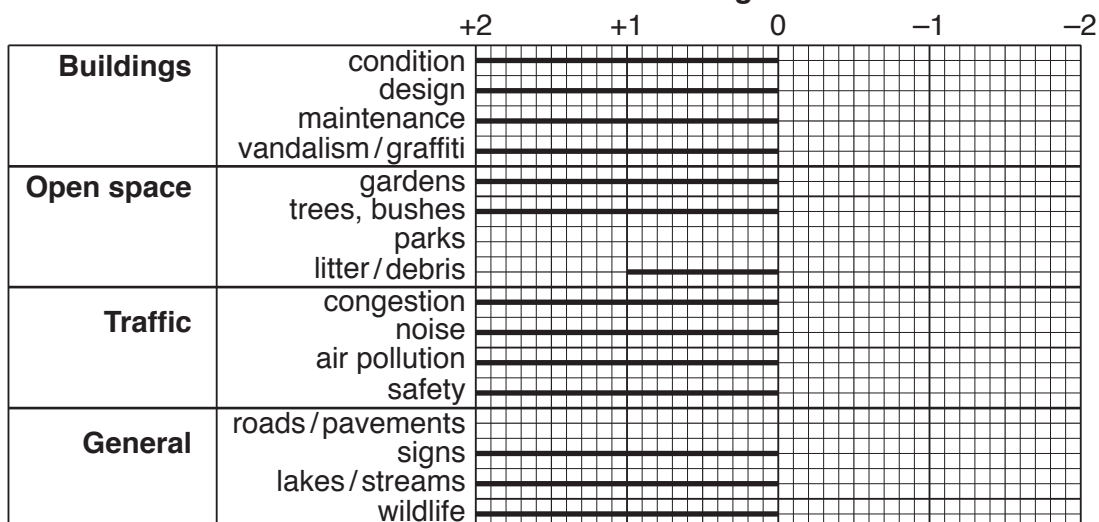 +2 +1 0 –1 –2
Buildings condition
design
maintenance
vandalism / graffiti
Open space gardens
trees, bushes
parks
litter / debris
Traffic congestion
noise
air pollution
safety
General roads / pavements
signs
lakes / streams
wildlife